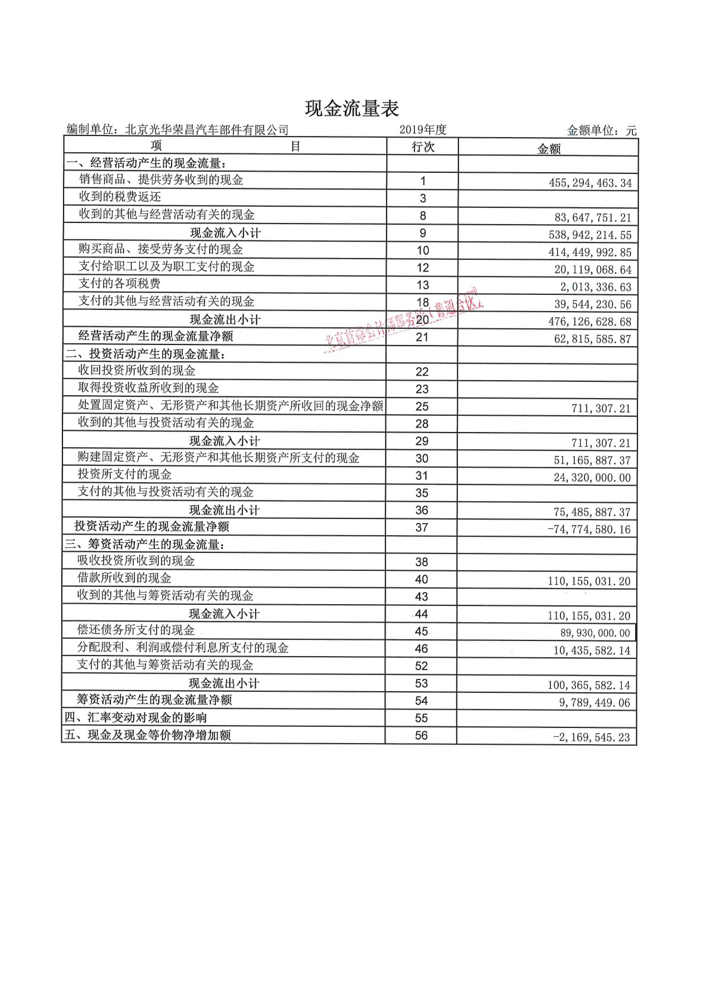 现金流量表
编制单位：北京光华荣昌汽车部件有限公司 2019年度 金额单位：元
项 目 行次 金额
一、经营活动产生的现金流量：
销售商品、提供劳务收到的现金 1 455,294,463.34
收到的税费返还 3
收到的其他与经营活动有关的现金 8 83,647,751.21
现金流入小计 9 538,942,214.55
购买商品、接受劳务支付的现金 10 414,449,992.85
支付给职工以及为职工支付的现金 12 20,119,068.64
支付的各项税费 13 2,013,336.63
支付的其他与经营活动有关的现金 18 39,544,230.56
现金流出小计 20 476,126,628.68
经营活动产生的现金流量净额 21 62,815,585.87
二、投资活动产生的现金流量：
收回投资所收到的现金 22
取得投资收益所收到的现金 23
处置固定资产、无形资产和其他长期资产所收回的现金净额 25 711,307.21
收到的其他与投资活动有关的现金 28
现金流入小计 29 711,307.21
购建固定资产、无形资产和其他长期资产所支付的现金 30 51,165,887.37
投资所支付的现金 31 24,320,000.00
支付的其他与投资活动有关的现金 35
现金流出小计 36 75,485,887.37
投资活动产生的现金流量净额 37 -74,774,580.16
三、筹资活动产生的现金流量：
吸收投资所收到的现金 38
借款所收到的现金 40 110,155,031.20
收到的其他与筹资活动有关的现金 43
现金流入小计 44 110,155,031.20
偿还债务所支付的现金 45 89,930,000.00
分配股利、利润或偿付利息所支付的现金 46 10,435,582.14
支付的其他与筹资活动有关的现金 52
现金流出小计 53 100,365,582.14
筹资活动产生的现金流量净额 54 9,789,449.06
四、汇率变动对现金的影响 55
五、现金及现金等价物净增加额 56 -2,169,545.23